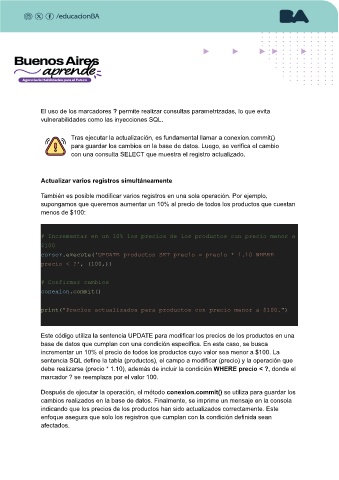 /educacionBA
BA
Buenos Aires
aprende
Agencia de Habilidades para el Futuro
El uso de los marcadores ? permite realizar consultas parametrizadas, lo que evita
vulnerabilidades como las inyecciones SQL.
Tras ejecutar la actualización, es fundamental llamar a conexion.commit()
para guardar los cambios en la base de datos. Luego, se verifica el cambio
con una consulta SELECT que muestra el registro actualizado.
Actualizar varios registros simultáneamente
También es posible modificar varios registros en una sola operación. Por ejemplo,
supongamos que queremos aumentar un 10% al precio de todos los productos que cuestan
menos de $100:
# Incrementar en un 10% los precios de los productos con precio menor a
$100
cursor.execute('UPDATE productos SET precio = precio * 1.10 WHERE
precio < ?', (100,))
# Confirmar cambios
conexion.commit()
print("Precios actualizados para productos con precio menor a $100.")
Este código utiliza la sentencia UPDATE para modificar los precios de los productos en una
base de datos que cumplan con una condición específica. En este caso, se busca
incrementar un 10% el precio de todos los productos cuyo valor sea menor a $100. La
sentencia SQL define la tabla (productos), el campo a modificar (precio) y la operación que
debe realizarse (precio * 1.10), además de incluir la condición WHERE precio < ?, donde el
marcador ? se reemplaza por el valor 100.
Después de ejecutar la operación, el método conexion.commit() se utiliza para guardar los
cambios realizados en la base de datos. Finalmente, se imprime un mensaje en la consola
indicando que los precios de los productos han sido actualizados correctamente. Este
enfoque asegura que solo los registros que cumplan con la condición definida sean
afectados.